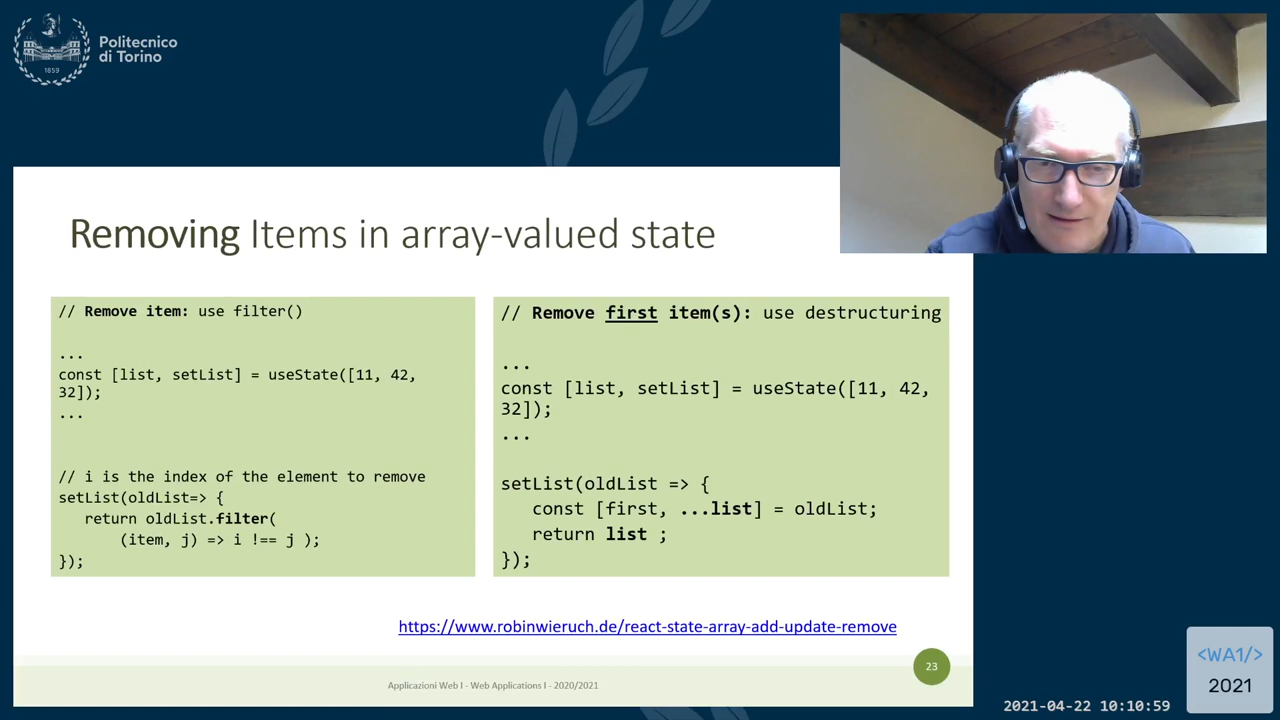 Politecnico
di Torino
1859
Removing Items in array-valued state
// Remove item: use filter()
...
const [list, setList] = useState([11, 42,
32]);
...
// i is the index of the element to remove
setList(oldList=> {
return oldList.filter(
(item, j) => i !== j );
});
// Remove first item(s): use destructuring
...
const [list, setList] = useState([11, 42,
32]);
...
setList(oldList => {
const [first, ...list] = oldList;
return list ;
});
https://www.robinwieruch.de/react-state-array-add-update-remove
23
Applicazioni Web I - Web Applications I - 2020/2021
<WA1/>
2021
2021-04-22 10:10:59